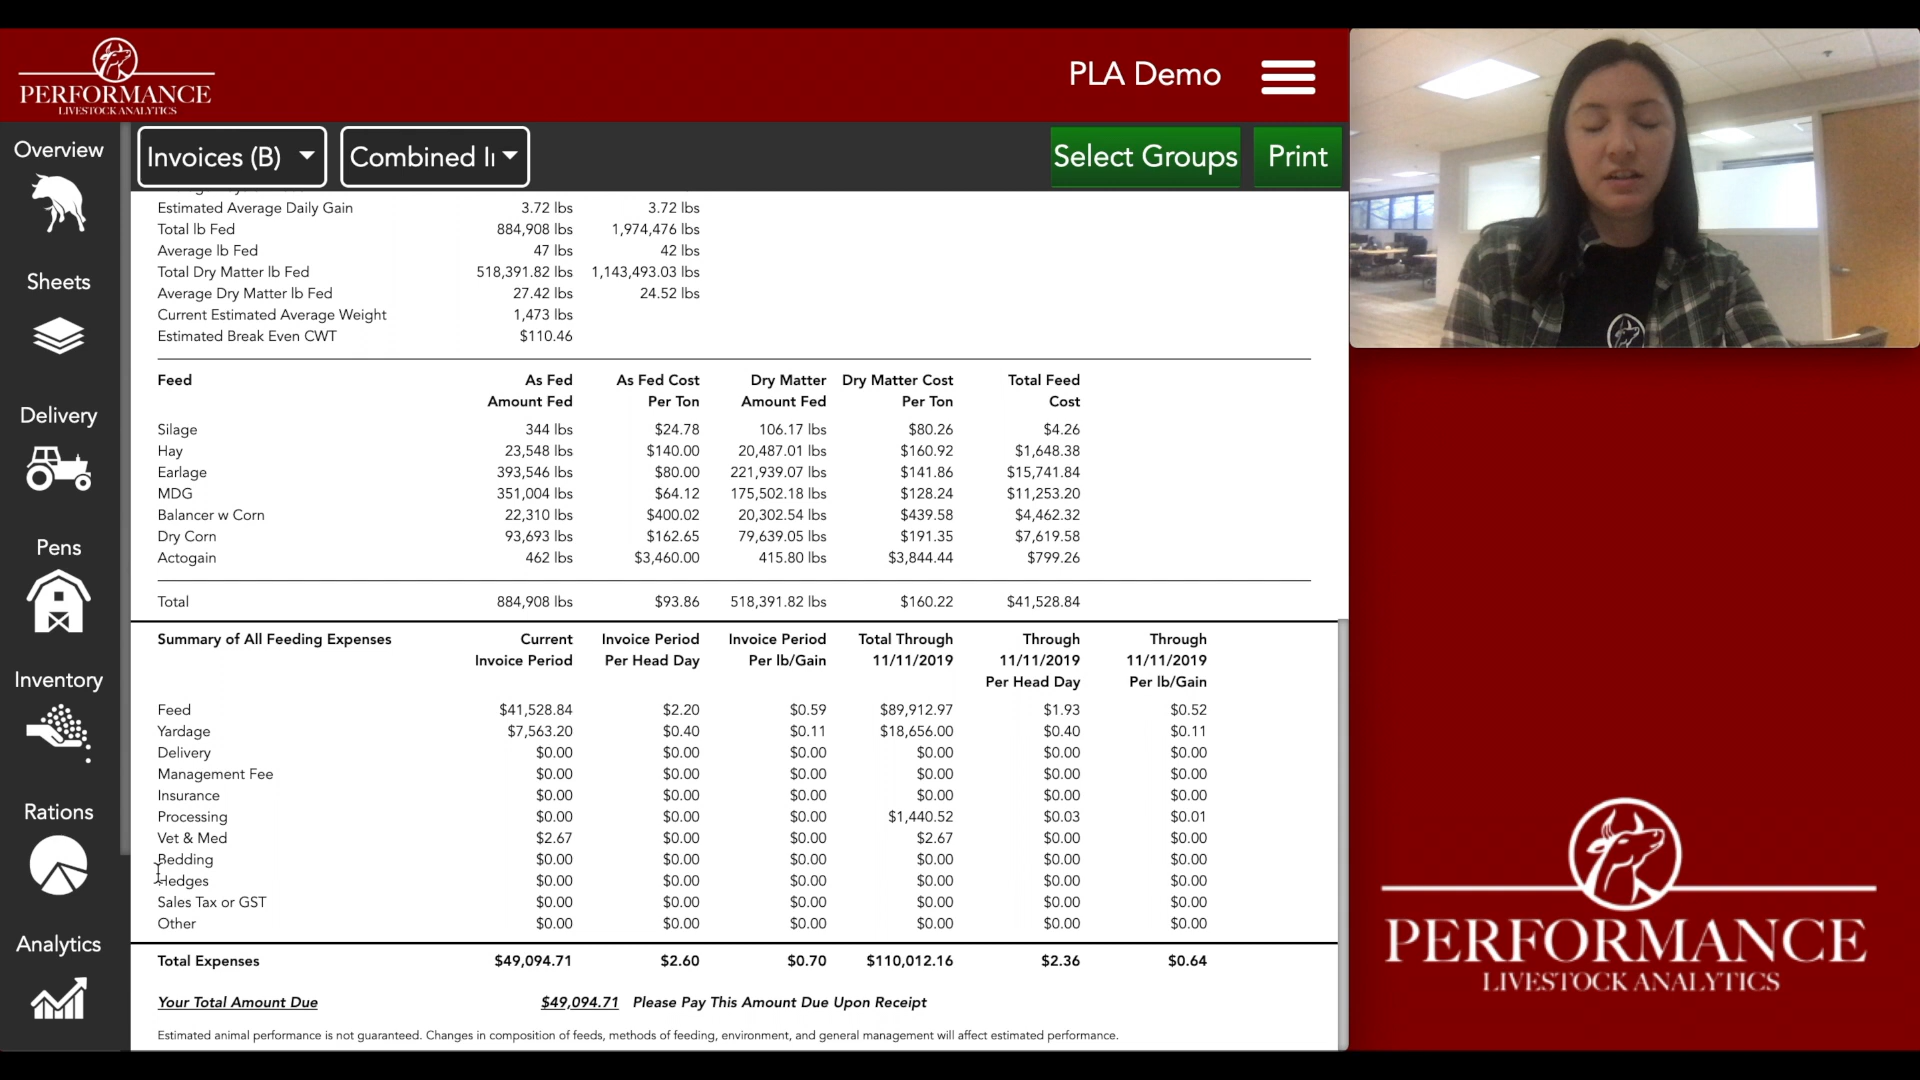 PERFORMANCE
LIVESTOCK ANALYTICS
PLA Demo
Overview
Sheets
Delivery
Pens
Inventory
Rations
Analytics
Invoices (B)
Combined I
Select Groups
Print
Estimated Average Daily Gain 3.72 lbs 3.72 lbs
Total lb Fed 884,908 lbs 1,974,476 lbs
Average lb Fed 47 lbs 42 lbs
Total Dry Matter lb Fed 518,391.82 lbs 1,143,493.03 lbs
Average Dry Matter lb Fed 27.42 lbs 24.52 lbs
Current Estimated Average Weight 1,473 lbs
Estimated Break Even CWT $110.46
Feed As Fed As Fed Cost Dry Matter Dry Matter Cost Total Feed
Amount Fed Per Ton Amount Fed Per Ton Cost
Silage 344 lbs $24.78 106.17 lbs $80.26 $4.26
Hay 23,548 lbs $140.00 20,487.01 lbs $160.92 $1,648.38
Earlage 393,546 lbs $80.00 221,939.07 lbs $141.86 $15,741.84
MDG 351,004 lbs $64.12 175,502.18 lbs $128.24 $11,253.20
Balancer w Corn 22,310 lbs $400.02 20,302.54 lbs $439.58 $4,462.32
Dry Corn 93,693 lbs $162.65 79,639.05 lbs $191.35 $7,619.58
Actogain 462 lbs $3,460.00 415.80 lbs $3,844.44 $799.26
Total 884,908 lbs $93.86 518,391.82 lbs $160.22 $41,528.84
Summary of All Feeding Expenses Current Invoice Period Invoice Period Total Through Through Through
Invoice Period Per Head Day Per lb/Gain 11/11/2019 11/11/2019 11/11/2019
Per Head Day Per lb/Gain
Feed $41,528.84 $2.20 $0.59 $89,912.97 $1.93 $0.52
Yardage $7,563.20 $0.40 $0.11 $18,656.00 $0.40 $0.11
Delivery $0.00 $0.00 $0.00 $0.00 $0.00 $0.00
Management Fee $0.00 $0.00 $0.00 $0.00 $0.00 $0.00
Insurance $0.00 $0.00 $0.00 $0.00 $0.00 $0.00
Processing $0.00 $0.00 $0.00 $1,440.52 $0.03 $0.01
Vet & Med $2.67 $0.00 $0.00 $2.67 $0.00 $0.00
Bedding $0.00 $0.00 $0.00 $0.00 $0.00 $0.00
Hedges $0.00 $0.00 $0.00 $0.00 $0.00 $0.00
Sales Tax or GST $0.00 $0.00 $0.00 $0.00 $0.00 $0.00
Other $0.00 $0.00 $0.00 $0.00 $0.00 $0.00
Total Expenses $49,094.71 $2.60 $0.70 $110,012.16 $2.36 $0.64
Your Total Amount Due $49,094.71 Please Pay This Amount Due Upon Receipt
Estimated animal performance is not guaranteed. Changes in composition of feeds, methods of feeding, environment, and general management will affect estimated performance.
PERFORMANCE
LIVESTOCK ANALYTICS